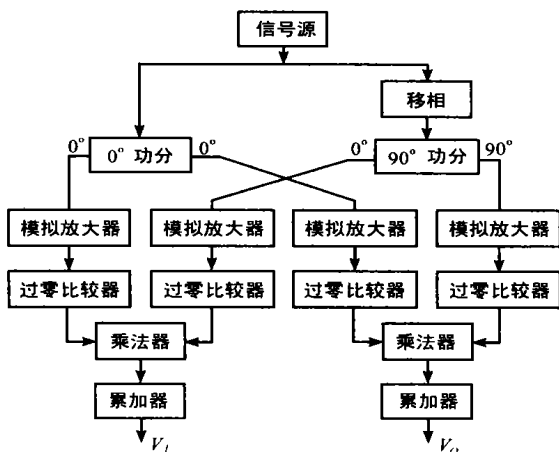 信号源
移相
0° 0° 功分 0° 0° 90° 功分 90°
模拟放大器 模拟放大器 模拟放大器 模拟放大器
过零比较器 过零比较器 过零比较器 过零比较器
乘法器 乘法器
累加器 累加器
V_I V_Q